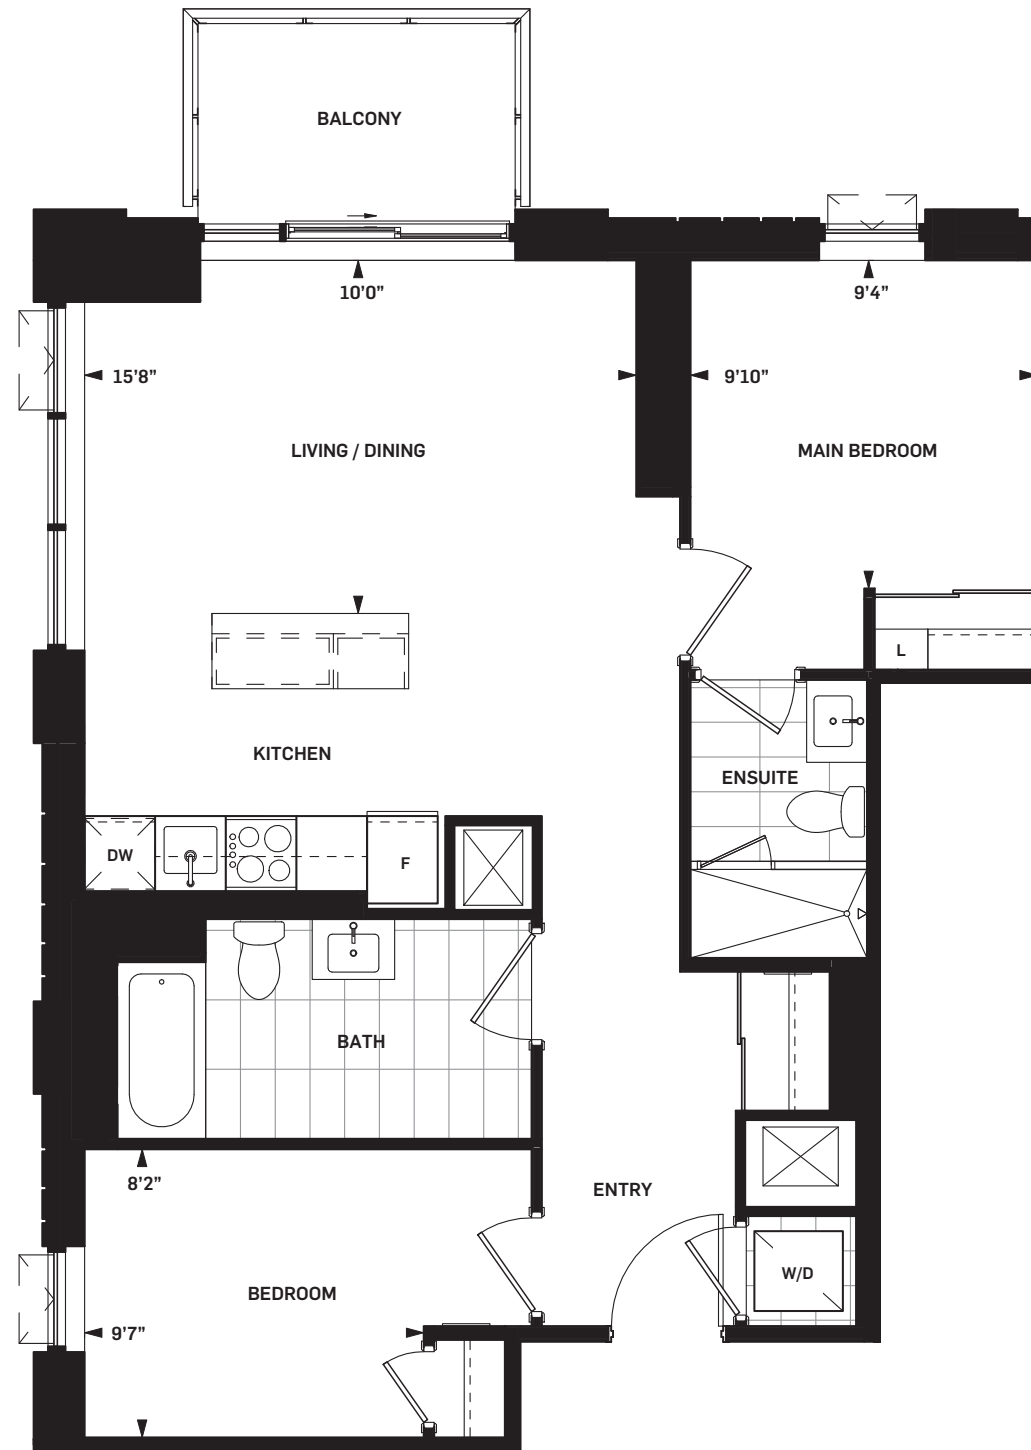 BALCONY
10’0”
9’4”
15’8”
9’10”
LIVING / DINING
MAIN BEDROOM
L
KITCHEN
ENSUITE
DW
F
BATH
8’2”
ENTRY
W/D
BEDROOM
9’7”